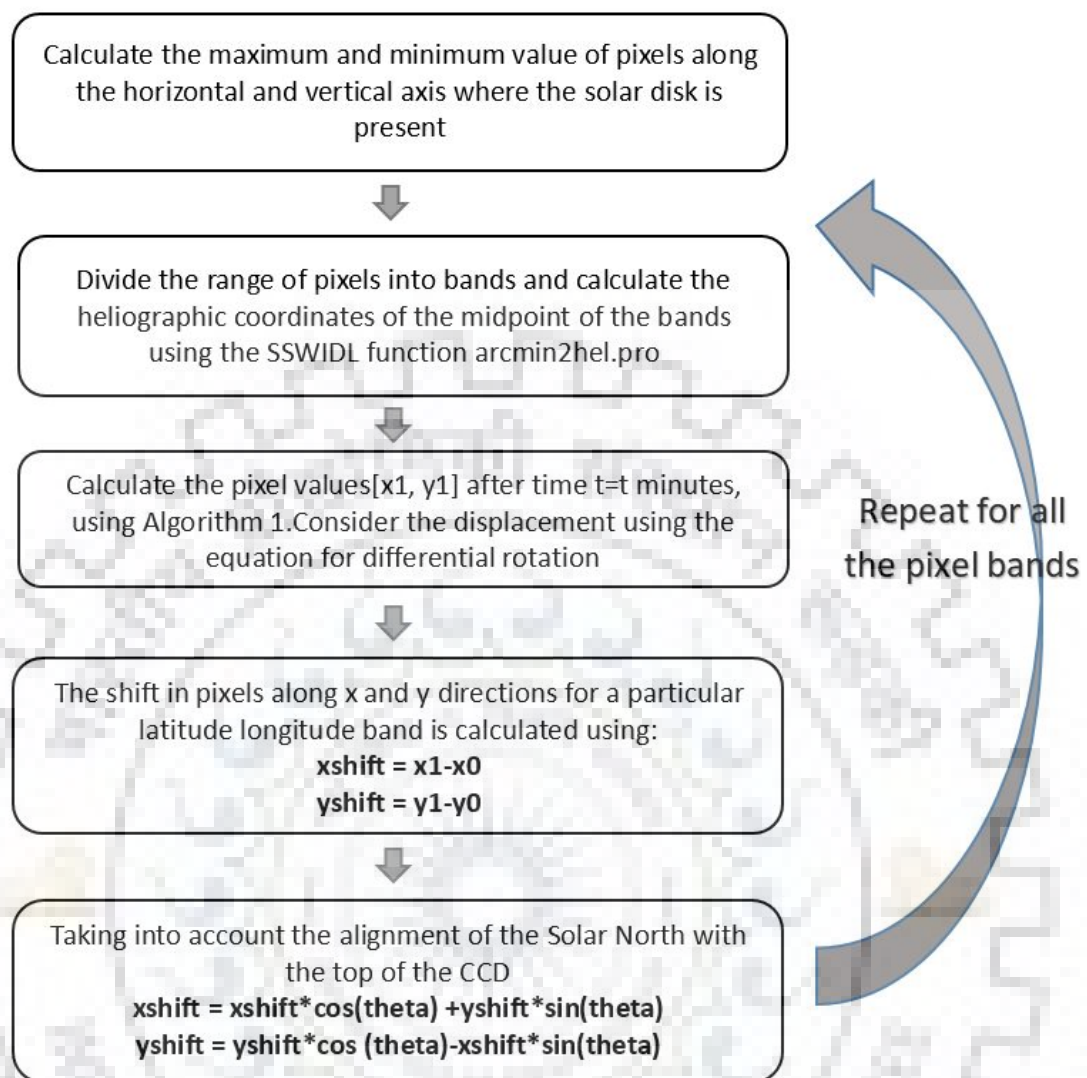 Calculate the maximum and minimum value of pixels along
the horizontal and vertical axis where the solar disk is
present
Divide the range of pixels into bands and calculate the
heliographic coordinates of the midpoint of the bands
using the SSWIDL function arcmin2hel.pro
Calculate the pixel values[x1, y1] after time t=t minutes,
using Algorithm 1.Consider the displacement using the
equation for differential rotation
The shift in pixels along x and y directions for a particular
latitude longitude band is calculated using:
xshift = x1-x0
yshift = y1-y0
Taking into account the alignment of the Solar North with
the top of the CCD
xshift = xshift*cos(theta) +yshift*sin(theta)
yshift = yshift*cos (theta)-xshift*sin(theta)
Repeat for all
the pixel bands